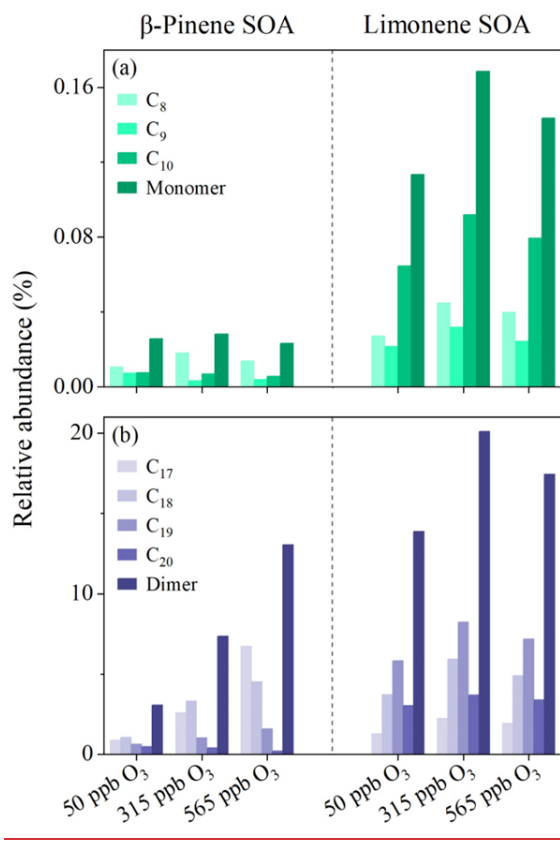 β-Pinene SOA
Limonene SOA
(a)
C₈
C₉
C₁₀
Monomer
0.16
0.08
0.00
Relative abundance (%)
(b)
C₁₇
C₁₈
C₁₉
C₂₀
Dimer
20
10
0
50 ppb O₃
315 ppb O₃
565 ppb O₃
50 ppb O₃
315 ppb O₃
565 ppb O₃